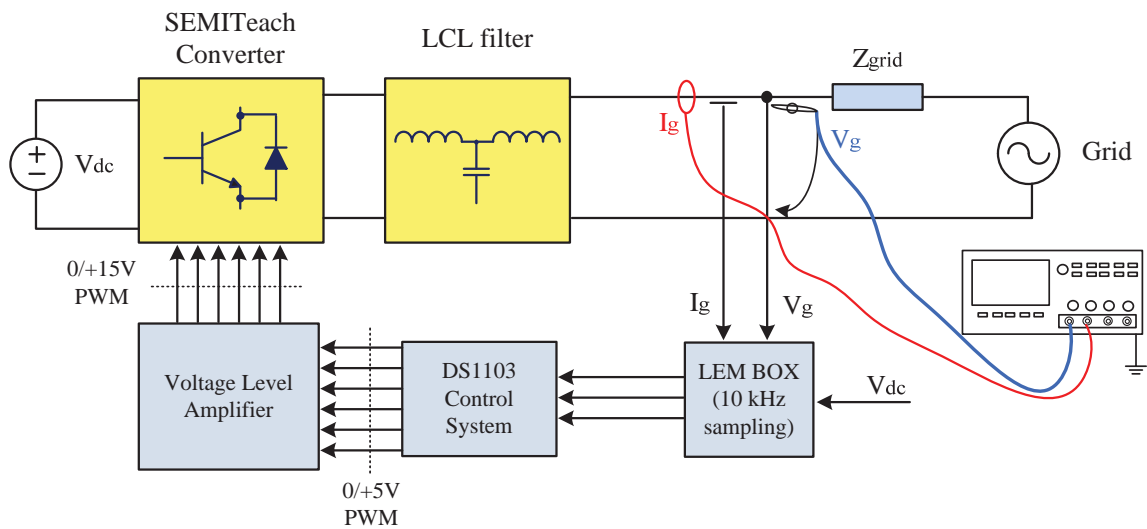 SEMITeach
Converter
LCL filter
Zgrid
Ig
Vg
Vdc
Grid
0/+15V
PWM
Ig
Vg
Voltage Level
Amplifier
DS1103
Control
System
LEM BOX
(10 kHz
sampling)
Vdc
0/+5V
PWM